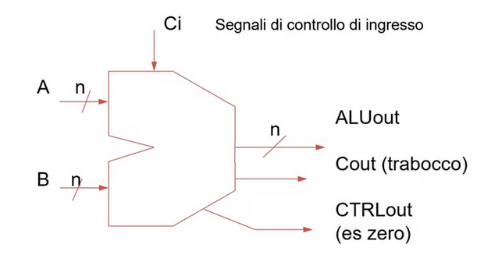 Ci Segnali di controllo di ingresso
A n
n ALUout
Cout (trabocco)
B n
CTRLout
(es zero)